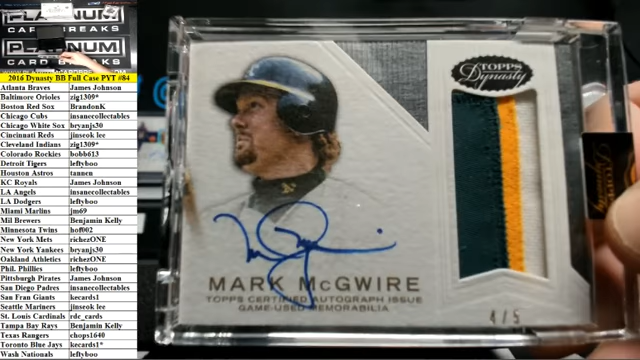 PLATINUM
CARD BREAKS
PLATINUM
CARD BREAKS
2016 Dynasty BB Full Case PYT #84
Atlanta Braves James Johnson
Baltimore Orioles zig1309*
Boston Red Sox BrandonK
Chicago Cubs insanecollectables
Chicago White Sox bryanjs30
Cincinnati Reds jinseok lee
Cleveland Indians zig1309*
Colorado Rockies bobb613
Detroit Tigers leftyboo
Houston Astros tannen
KC Royals James Johnson
LA Angels insanecollectables
LA Dodgers leftyboo
Miami Marlins jm69
Mil Brewers Benjamin Kelly
Minnesota Twins hoff002
New York Mets richezONE
New York Yankees bryanjs30
Oakland Athletics richezONE
Phil. Phillies leftyboo
Pittsburgh Pirates James Johnson
San Diego Padres insanecollectables
San Fran Giants kecards1
Seattle Mariners jinseok lee
St. Louis Cardinals rdc_cards
Tampa Bay Rays Benjamin Kelly
Texas Rangers chops1640
Toronto Blue Jays kecards1*
Wash Nationals leftyboo
TOPPS
Dynasty
MARK McGWIRE
TOPPS CERTIFIED AUTOGRAPH ISSUE
GAME-USED MEMORABILIA
4/5